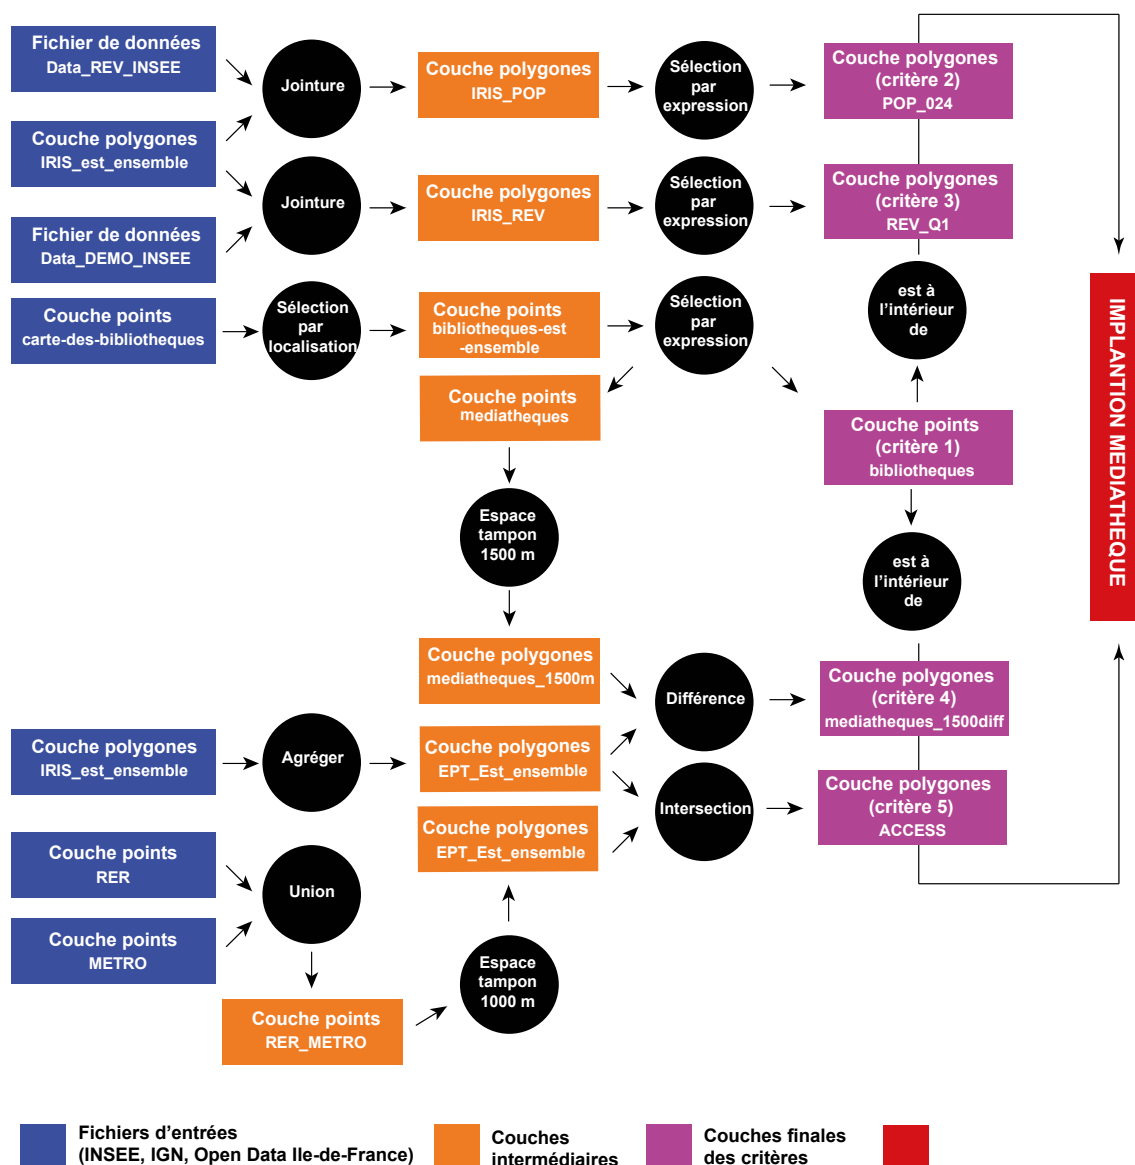 Fichier de données
Data_REV_INSEE
Jointure
Couche polygones
IRIS_POP
Sélection
par
expression
Couche polygones
(critère 2)
POP_024
Couche polygones
IRIS_est_ensemble
Jointure
Couche polygones
IRIS_REV
Sélection
par
expression
Couche polygones
(critère 3)
REV_Q1
Fichier de données
Data_DEMO_INSEE
Couche points
carte-des-bibliotheques
Sélection
par
localisation
Couche points
bibliotheques-est
-ensemble
Sélection
par
expression
est à
l'intérieur
de
IMPLANTION MEDIATHEQUE
Couche points
mediatheques
Couche points
(critère 1)
bibliotheques
Espace
tampon
1500 m
est à
l'intérieur
de
Couche polygones
mediatheques_1500m
Différence
Couche polygones
(critère 4)
mediatheques_1500diff
Couche polygones
IRIS_est_ensemble
Agréger
Couche polygones
EPT_Est_ensemble
Intersection
Couche polygones
(critère 5)
ACCESS
Couche polygones
EPT_Est_ensemble
Couche points
RER
Union
Couche points
METRO
Espace
tampon
1000 m
Couche points
RER_METRO
Fichiers d'entrées
(INSEE, IGN, Open Data Ile-de-France)
Couches
intermédiaires
Couches finales
des critères